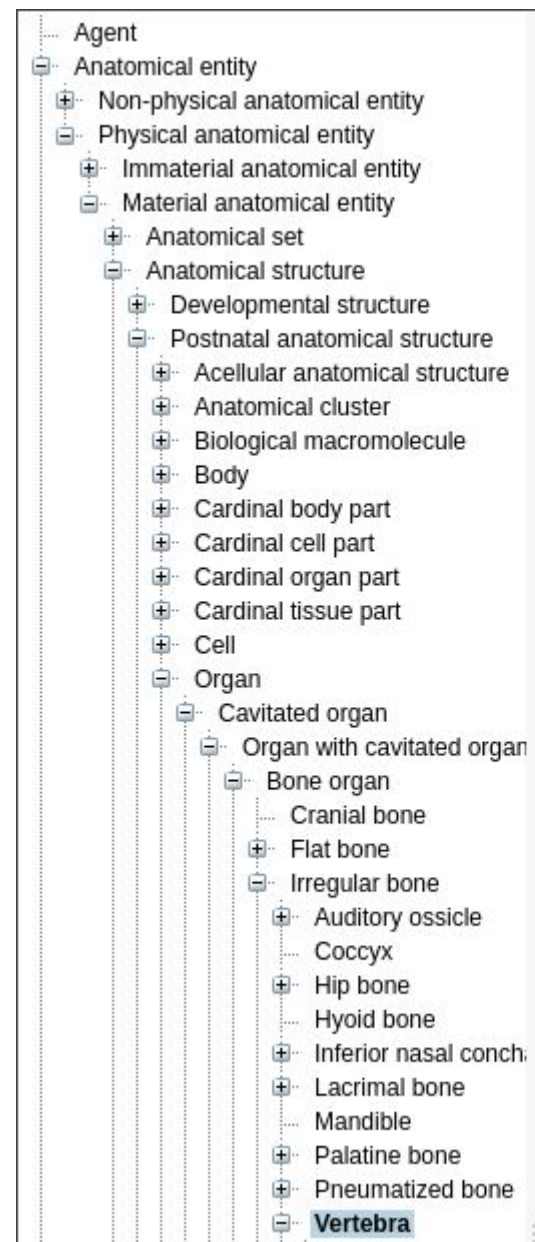 Agent
Anatomical entity
Non-physical anatomical entity
Physical anatomical entity
Immaterial anatomical entity
Material anatomical entity
Anatomical set
Anatomical structure
Developmental structure
Postnatal anatomical structure
Acellular anatomical structure
Anatomical cluster
Biological macromolecule
Body
Cardinal body part
Cardinal cell part
Cardinal organ part
Cardinal tissue part
Cell
Organ
Cavitated organ
Organ with cavitated organ
Bone organ
Cranial bone
Flat bone
Irregular bone
Auditory ossicle
Coccyx
Hip bone
Hyoid bone
Inferior nasal
Lacrimal bone
Mandible
Palatine bone
Pneumatized bone
Vertebra